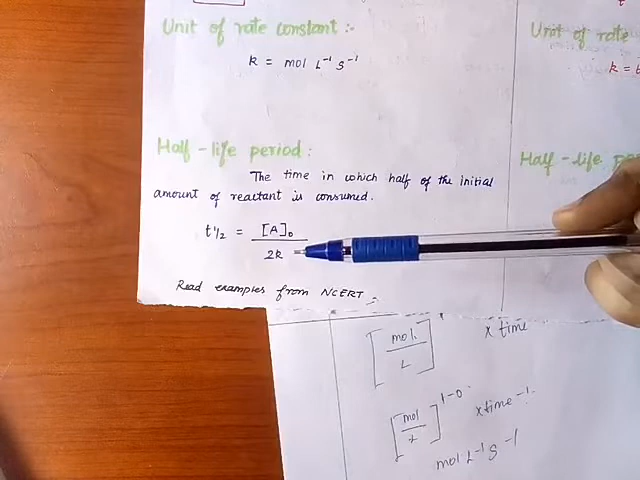 Unit of rate constant :-
k = mol L⁻¹ S⁻¹
Half-life period :
The time in which half of the initial
amount of reactant is consumed.
t½ = [A]₀
2k
Read examples from NCERT
Unit of rate
k =
Half-life
[mol/L] x time
[mol/L]¹⁻⁰ x time⁻¹
mol L⁻¹ S⁻¹